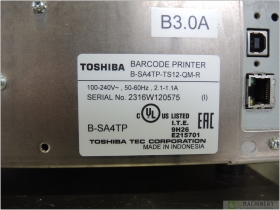 B3.0A
TOSHIBA BARCODE PRINTER
B-SA4TP-TS12-QM-R
100-240V~, 50-60Hz, 2.1-1.1A
SERIAL No. 2316W120575 (I)
C UL US LISTED
I.T.E.
9H26
E215701
EAC
B-SA4TP
TOSHIBA TEC CORPORATION
MADE IN INDONESIA